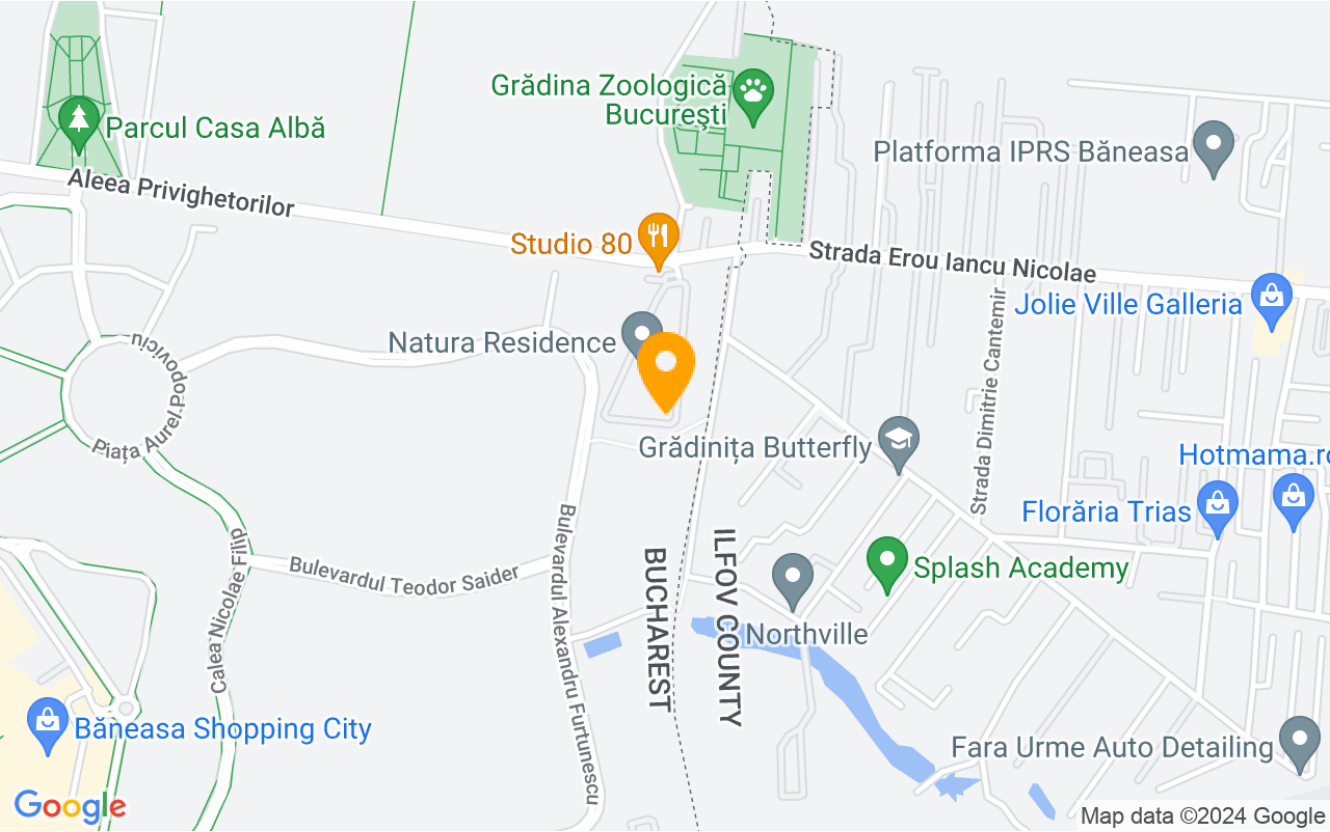 Grădina Zoologică
Bucureşti
Parcul Casa Albă
Platforma IPRS Băneasa
Aleea Privighetorilor
Studio 80
Strada Erou Iancu Nicolae
Jolie Ville Galleria
Natura Residence
Strada Dimitrie Cantemir
Piața Aurel Popoviciu
Grădinița Butterfly
Hotmama.ro
Florăria Trias
Bulevardul Alexandru Furtunescu
Calea Nicolae Filip
Bulevardul Teodor Saider
BUCHAREST
ILFOV COUNTY
Splash Academy
Northville
Băneasa Shopping City
Fara Urme Auto Detailing
Google
Map data ©2024 Google